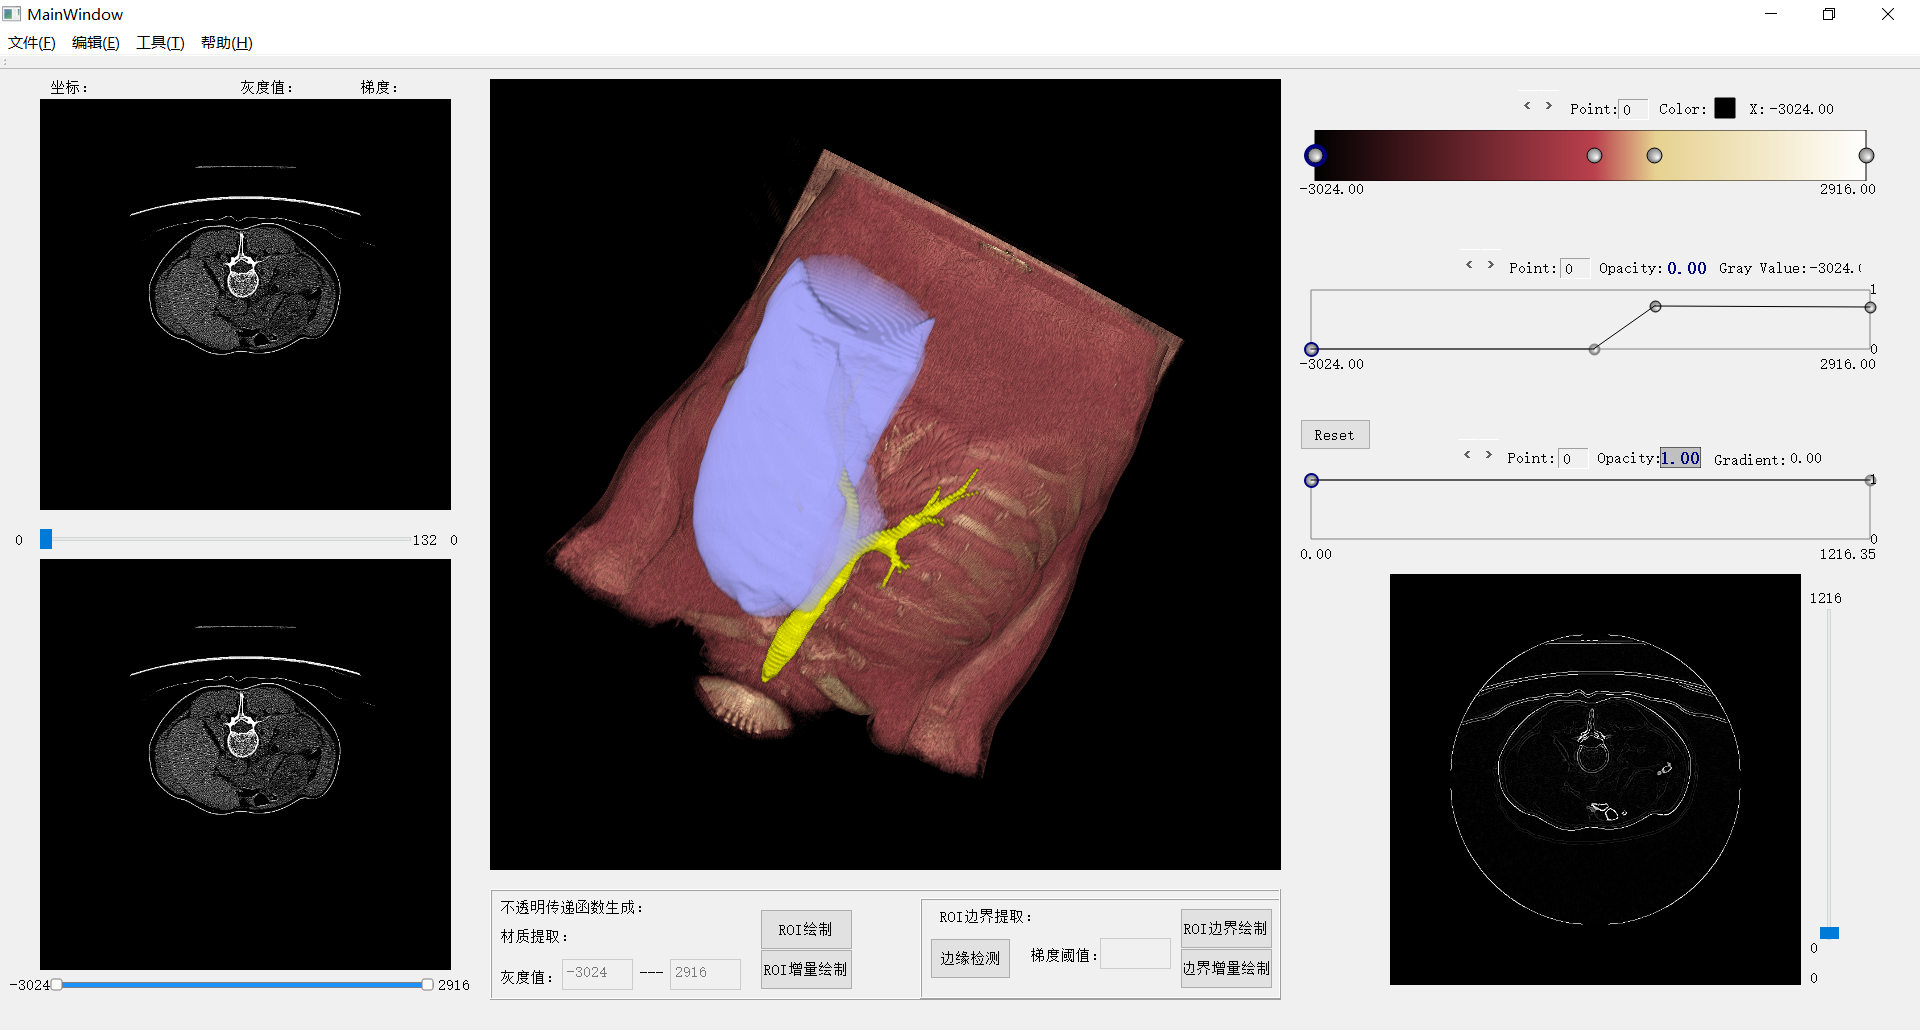 MainWindow
文件(F) 编辑(E) 工具(T) 帮助(H)
坐标: 灰度值: 梯度:
0 132 0
-3024 2916
不透明传递函数生成:
材质提取:
灰度值: -3024 --- 2916
ROI绘制
ROI增量绘制
ROI边界提取:
边缘检测 梯度阈值:
ROI边界绘制
边界增量绘制
< > Point: 0 Color: X: -3024.00
-3024.00 2916.00
< > Point: 0 Opacity: 0.00 Gray Value:-3024.
1
0
-3024.00 2916.00
Reset
< > Point: 0 Opacity: 1.00 Gradient: 0.00
1
0
0.00 1216.35
1216
0
0